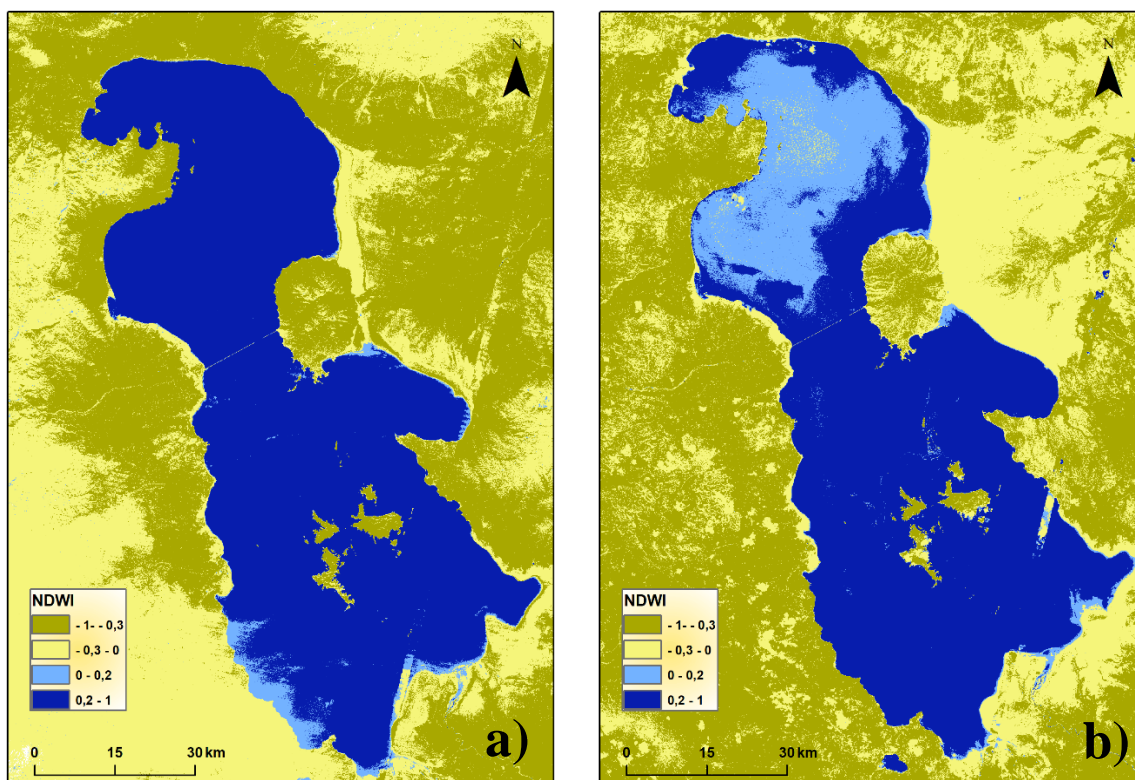 N
NDWI
- 1- - 0,3
- 0,3 - 0
0 - 0,2
0,2 - 1
0 15 30 km
a)
N
NDWI
- 1- - 0,3
- 0,3 - 0
0 - 0,2
0,2 - 1
0 15 30 km
b)